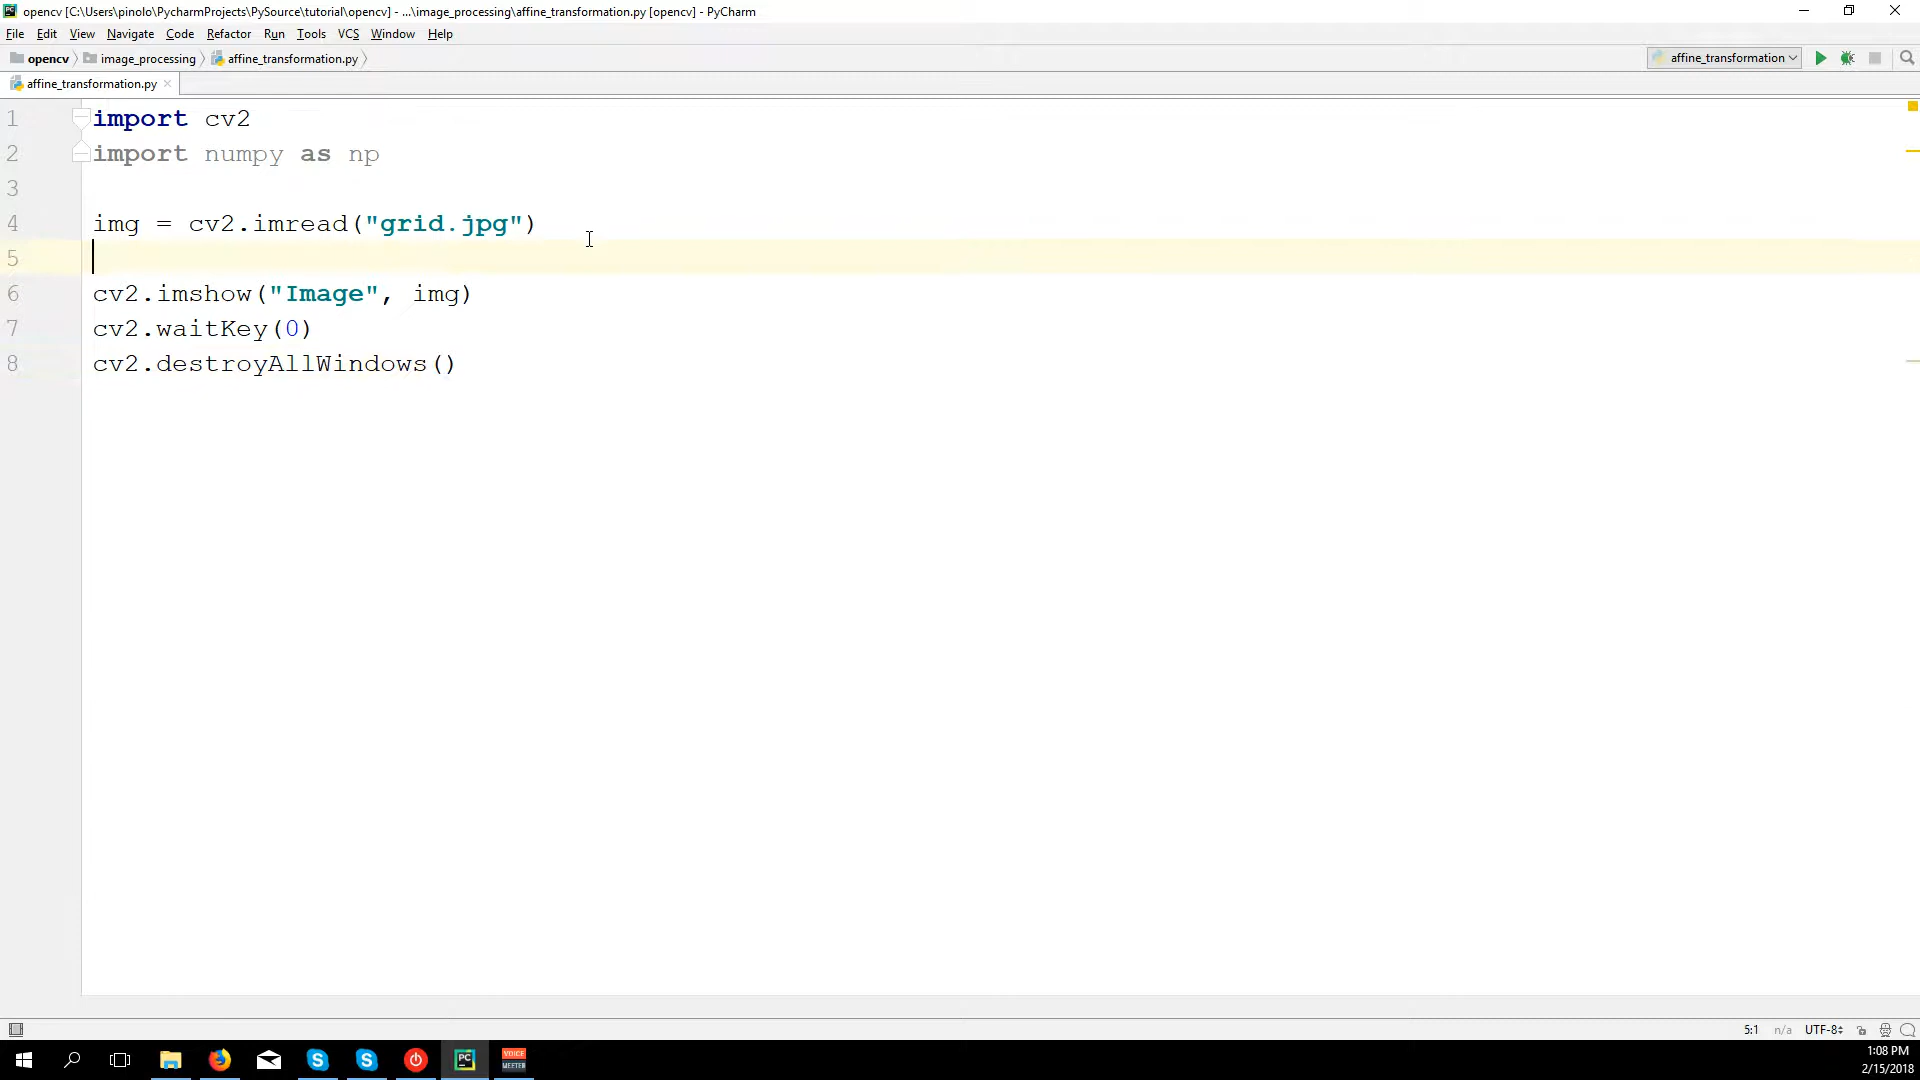 opencv [C:\Users\pinolo\PycharmProjects\PySource\tutorial\opencv] - ...\image_processing\affine_transformation.py [opencv] - PyCharm
File Edit View Navigate Code Refactor Run Tools VCS Window Help
opencv image_processing affine_transformation.py affine_transformation
affine_transformation.py
1 import cv2
2 import numpy as np
3
4 img = cv2.imread("grid.jpg")
5
6 cv2.imshow("Image", img)
7 cv2.waitKey(0)
8 cv2.destroyAllWindows()
5:1 n/a UTF-8
PC VOICE MEETER
1:08 PM
2/15/2018